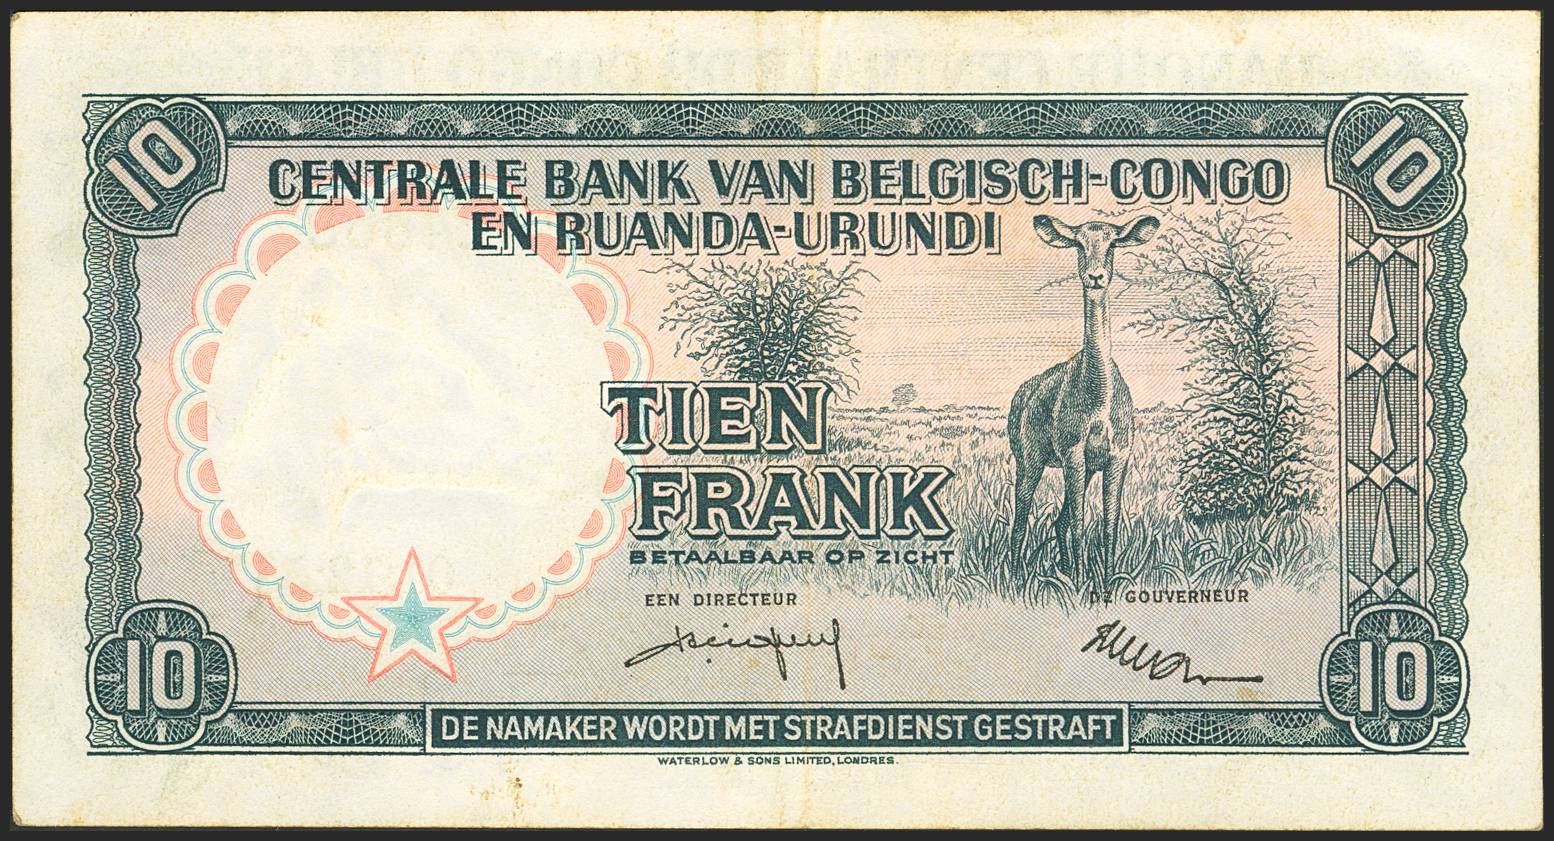 10
10
CENTRALE BANK VAN BELGISCH-CONGO
EN RUANDA-URUNDI
TIEN
FRANK
BETAALBAAR OP ZICHT
EEN DIRECTEUR
DE GOUVERNEUR
10
10
DE NAMAKER WORDT MET STRAFDIENST GESTRAFT
WATERLOW & SONS LIMITED, LONDRES.